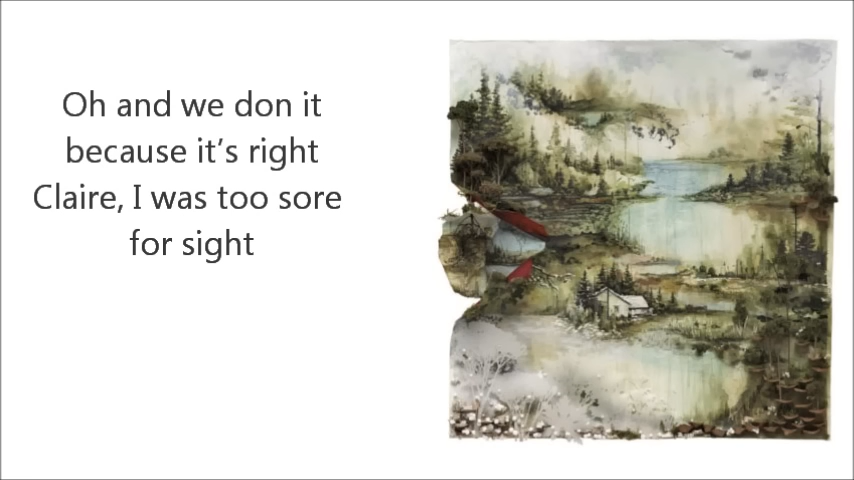 Oh and we don it
because it’s right
Claire, I was too sore
for sight